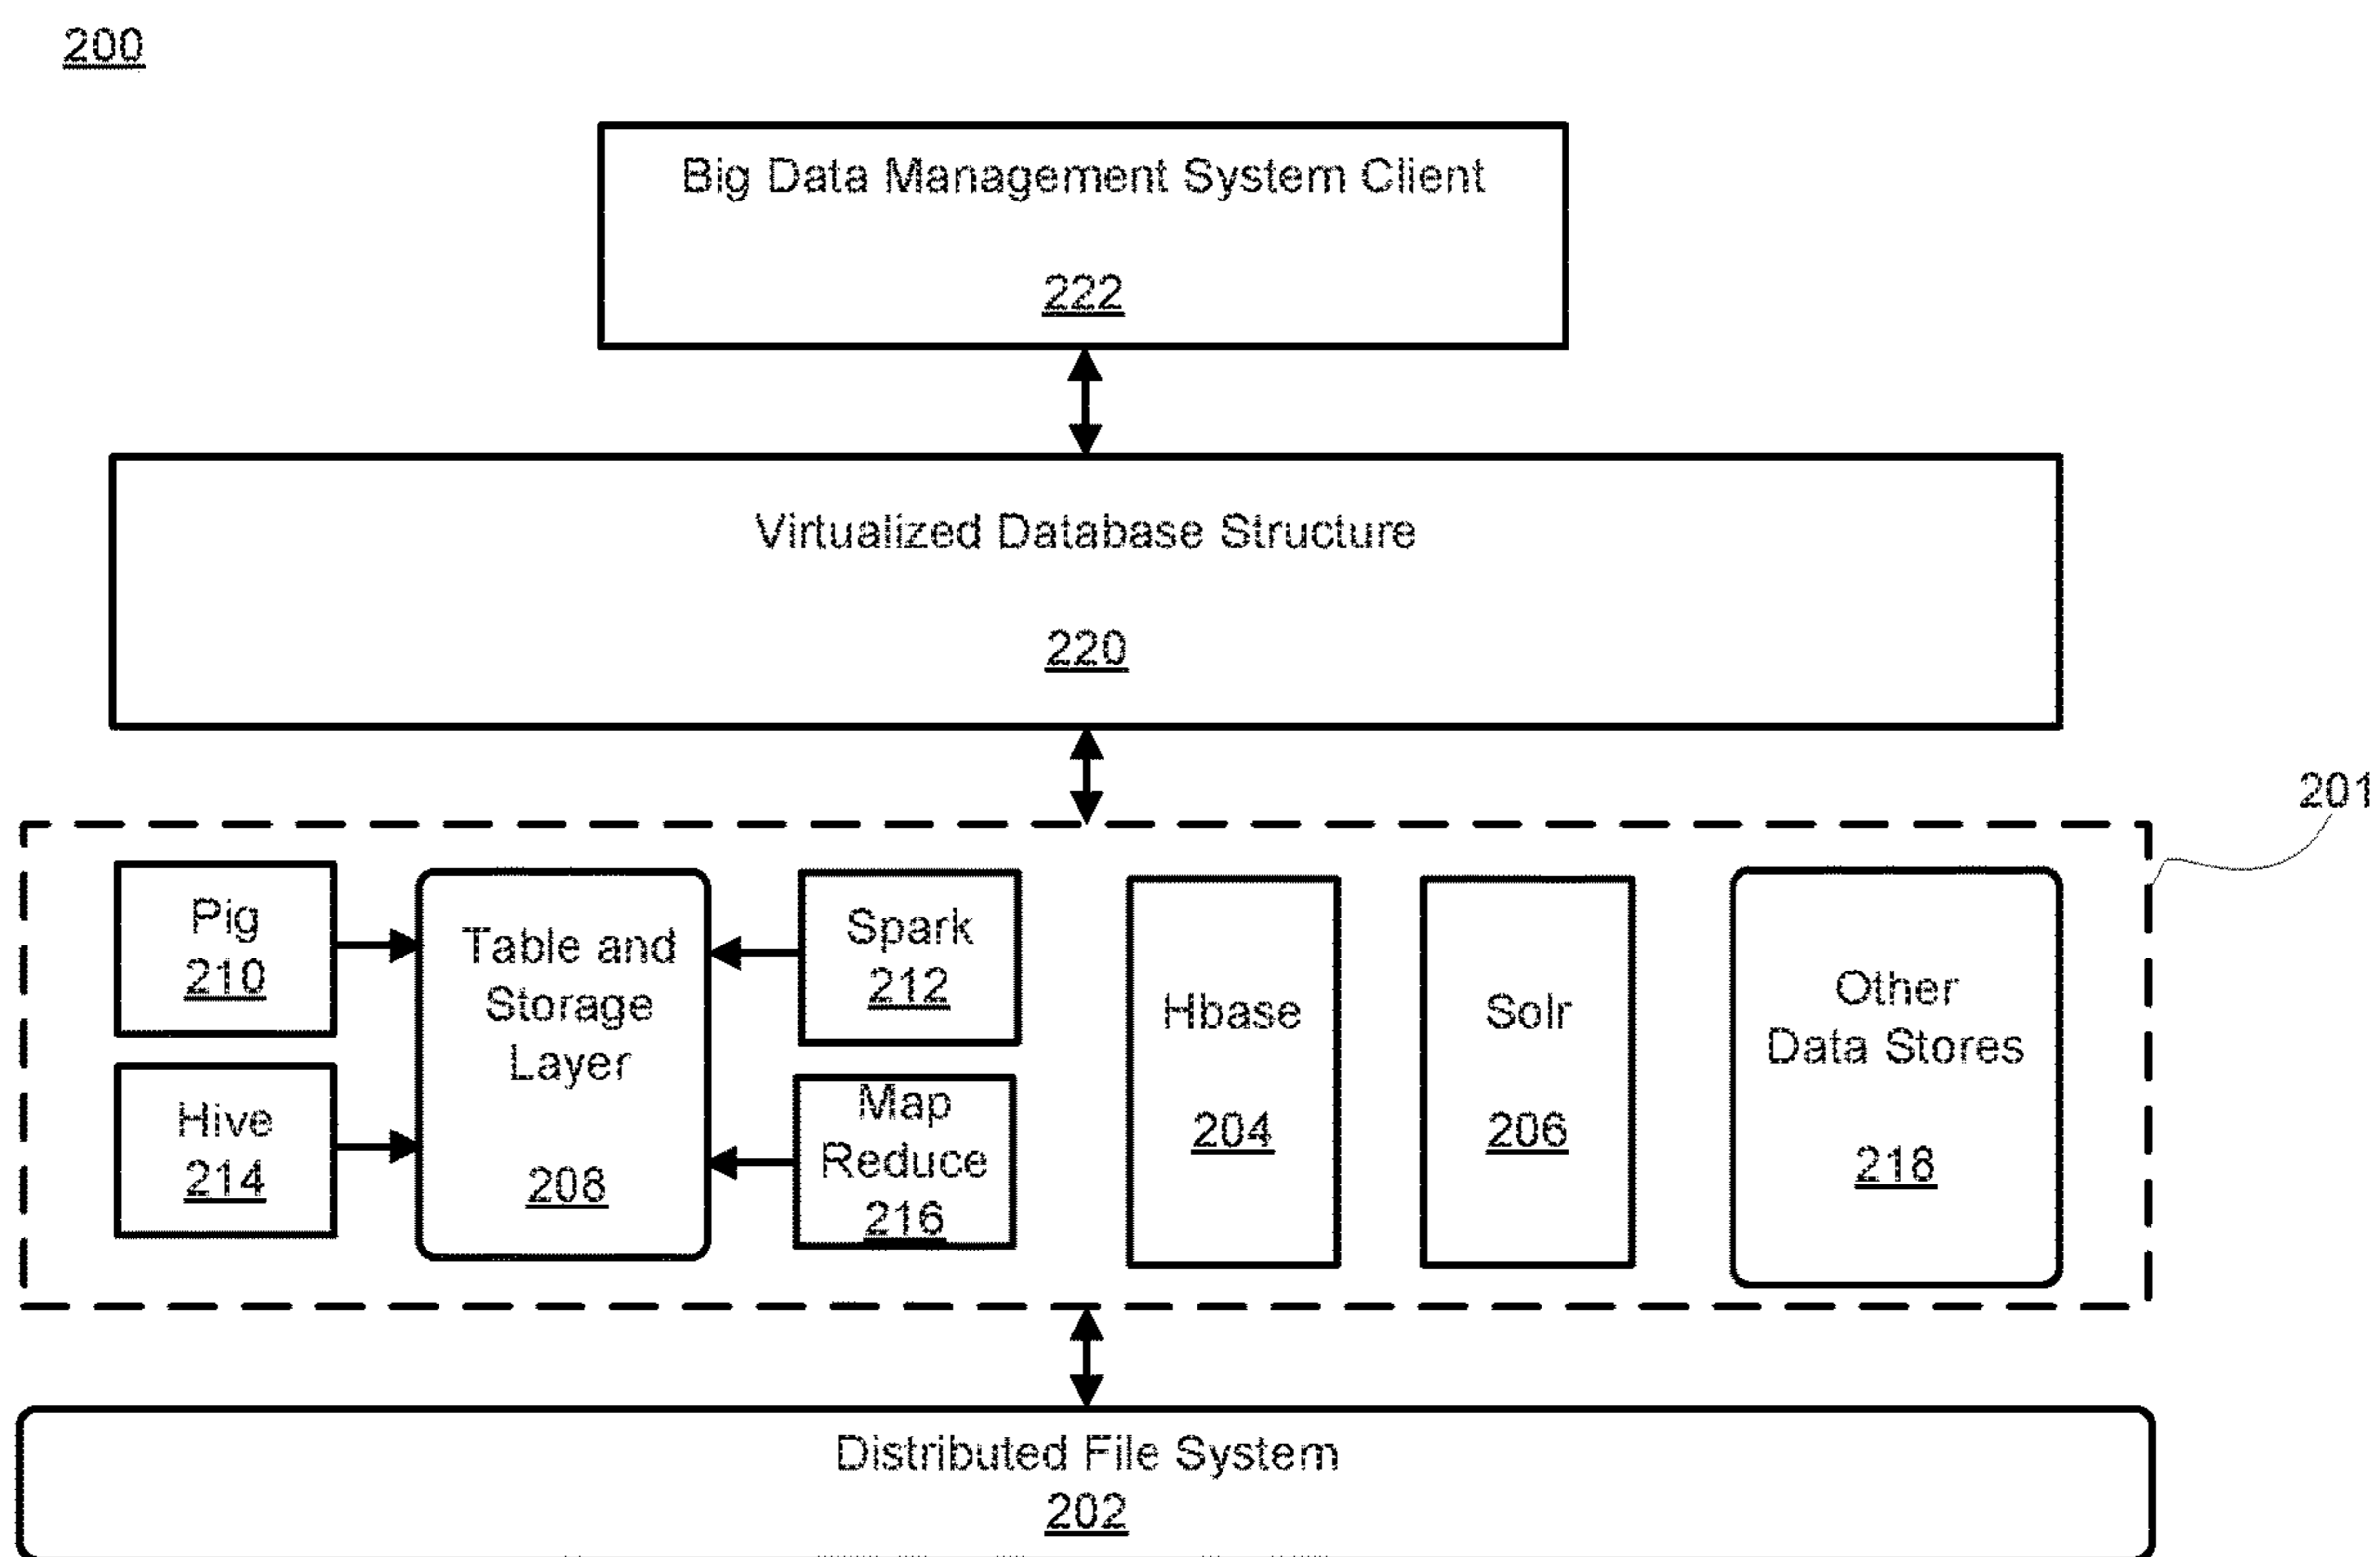 200
Big Data Management System Client
222
Virtualized Database Structure
220
201
Pig
210
Hive
214
Table and
Storage
Layer
208
Spark
212
Map
Reduce
216
Hbase
204
Solr
206
Other
Data Stores
218
Distributed File System
202